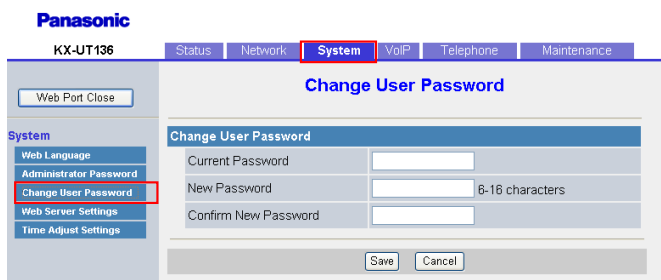 Panasonic
KX-UT136
Status Network System VoIP Telephone Maintenance
Web Port Close
Change User Password
System
Web Language
Administrator Password
Change User Password
Web Server Settings
Time Adjust Settings
Change User Password
Current Password
New Password 6-16 characters
Confirm New Password
Save Cancel